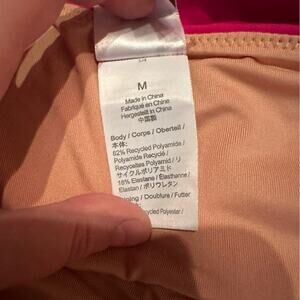 M
Made in China
Fabriqué en Chine
Hergestellt in China
中国製
Body / Corps / Oberteil /
本体:
82% Recycled Polyamide /
Polyamide Recyclé /
Recyceltes Polyamid / リ
サイクルポリアミド
18% Elastane / Élasthanne /
Elastan / ポリウレタン
/ Doublure / Futter
Polyester /